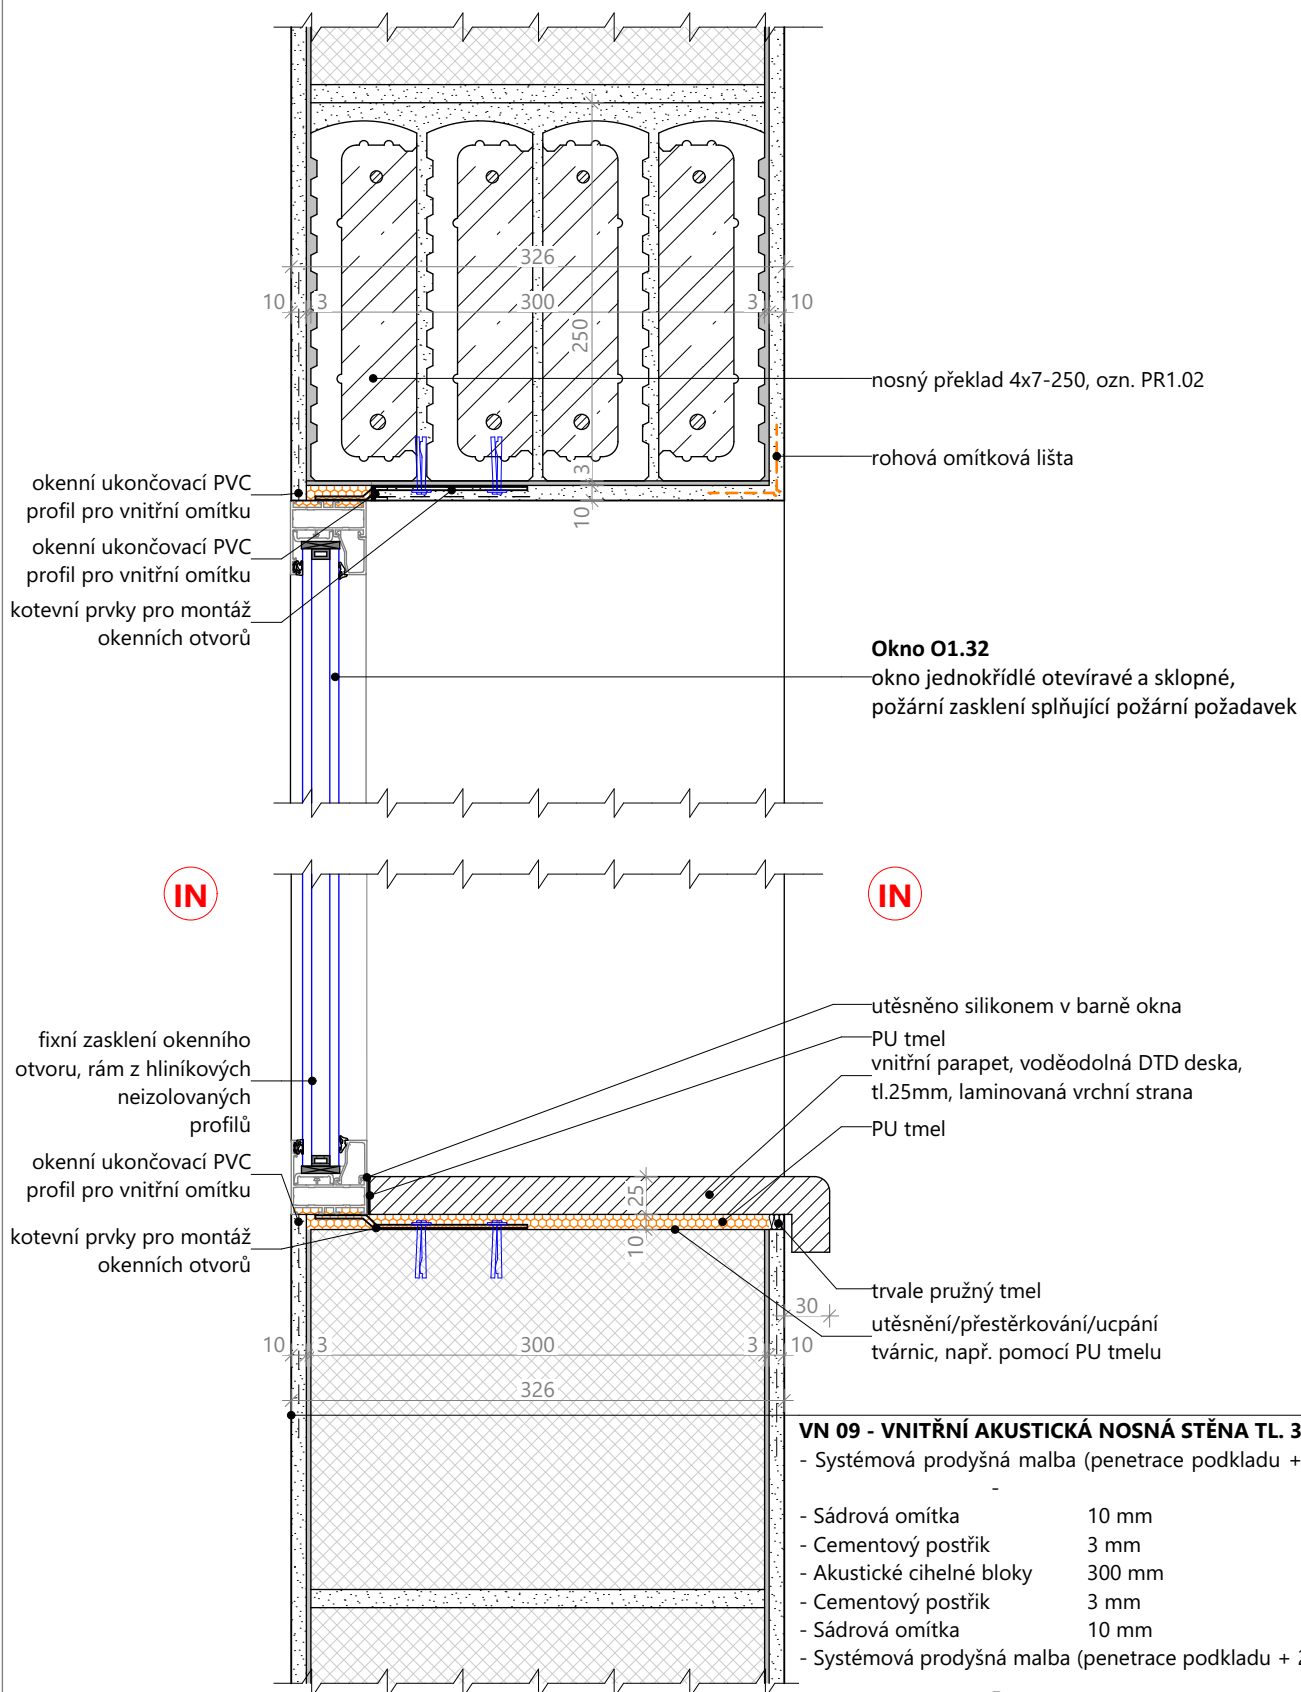 326
10
3
300
3
10
250
nosný překlad 4x7-250, ozn. PR1.02
rohová omítková lišta
3
10
okenní ukončovací PVC
profil pro vnitřní omítku
okenní ukončovací PVC
profil pro vnitřní omítku
kotevní prvky pro montáž
okenních otvorů
Okno O1.32
okno jednokřídlé otevíravé a sklopné,
požární zasklení splňující požární požadavek
IN
IN
utěsněno silikonem v barně okna
PU tmel
vnitřní parapet, voděodolná DTD deska,
tl.25mm, laminovaná vrchní strana
PU tmel
fixní zasklení okenního
otvoru, rám z hliníkových
neizolovaných
profilů
okenní ukončovací PVC
profil pro vnitřní omítku
kotevní prvky pro montáž
okenních otvorů
25
10
trvale pružný tmel
30
utěsnění/přestěrkování/ucpání
tvárnic, např. pomocí PU tmelu
10
3
300
3
10
326
VN 09 - VNITŘNÍ AKUSTICKÁ NOSNÁ STĚNA TL. 3
- Systémová prodyšná malba (penetrace podkladu +
-
- Sádrová omítka 10 mm
- Cementový postřik 3 mm
- Akustické cihelné bloky 300 mm
- Cementový postřik 3 mm
- Sádrová omítka 10 mm
- Systémová prodyšná malba (penetrace podkladu + 2
-